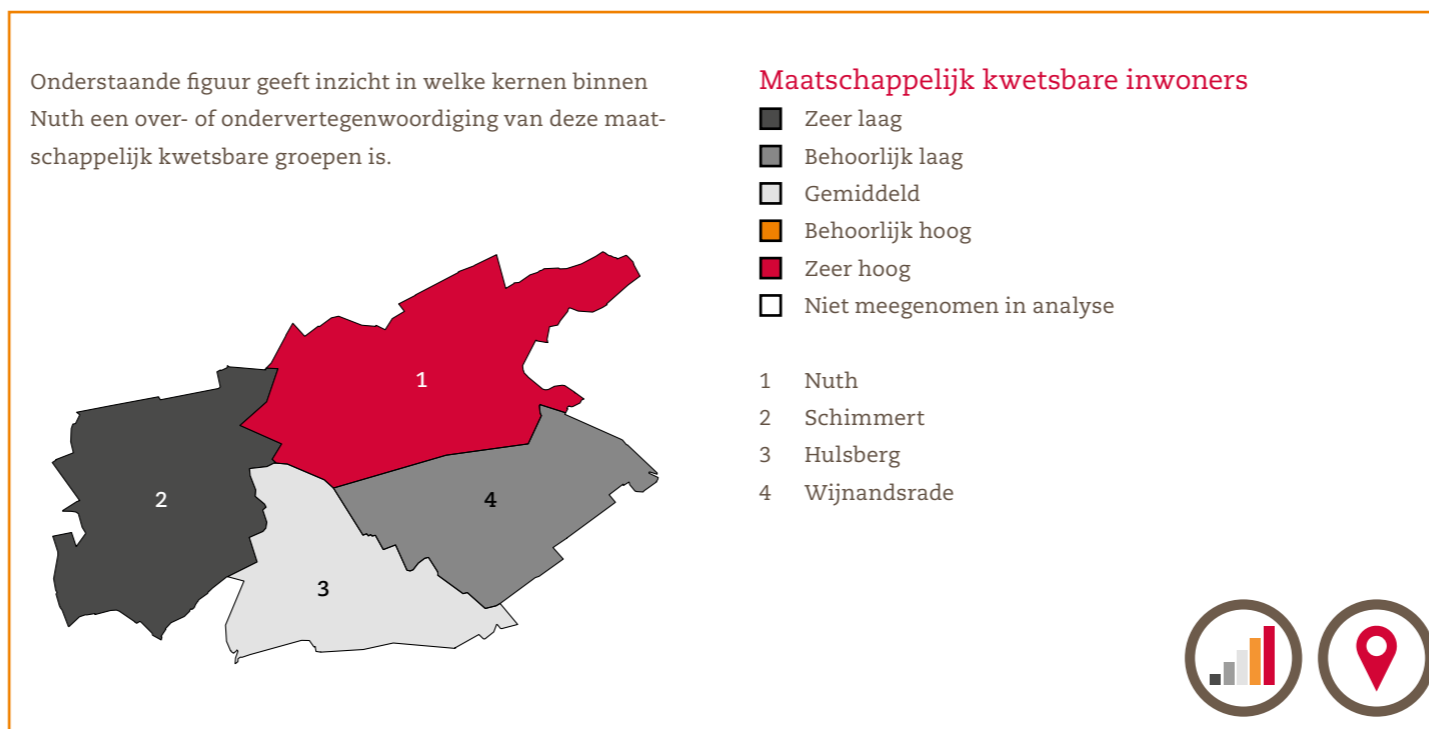 Onderstaande figuur geeft inzicht in welke kernen binnen
Nuth een over- of ondervertegenwoordiging van deze maat-
schappelijk kwetsbare groepen is.
1
2
3
4
Maatschappelijk kwetsbare inwoners
Zeer laag
Behoorlijk laag
Gemiddeld
Behoorlijk hoog
Zeer hoog
Niet meegenomen in analyse
1 Nuth
2 Schimmert
3 Hulsberg
4 Wijnandsrade